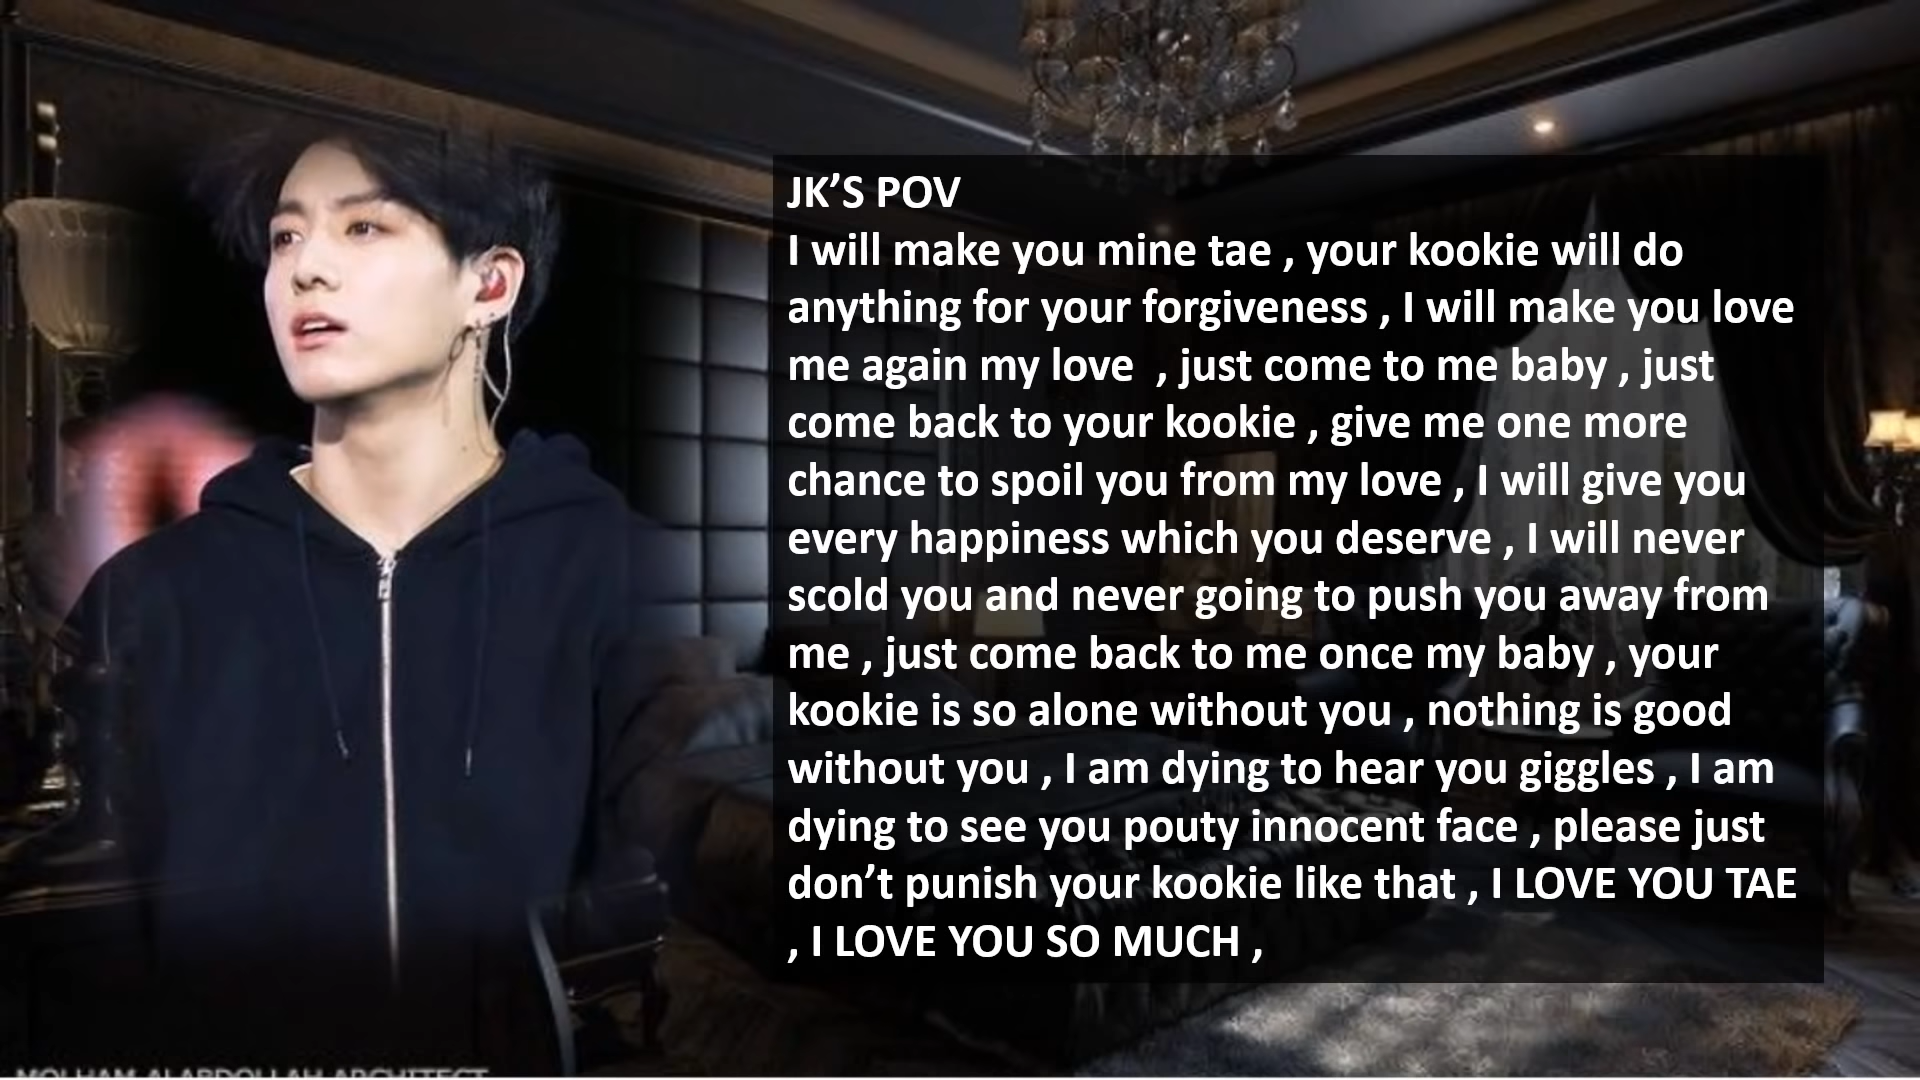 JK’S POV
I will make you mine tae , your kookie will do
anything for your forgiveness , I will make you love
me again my love  , just come to me baby , just
come back to your kookie , give me one more
chance to spoil you from my love , I will give you
every happiness which you deserve , I will never
scold you and never going to push you away from
me , just come back to me once my baby , your
kookie is so alone without you , nothing is good
without you , I am dying to hear you giggles , I am
dying to see you pouty innocent face , please just
don’t punish your kookie like that , I LOVE YOU TAE
, I LOVE YOU SO MUCH ,
MOLHAM ALABDOLLAH ARCHITECT